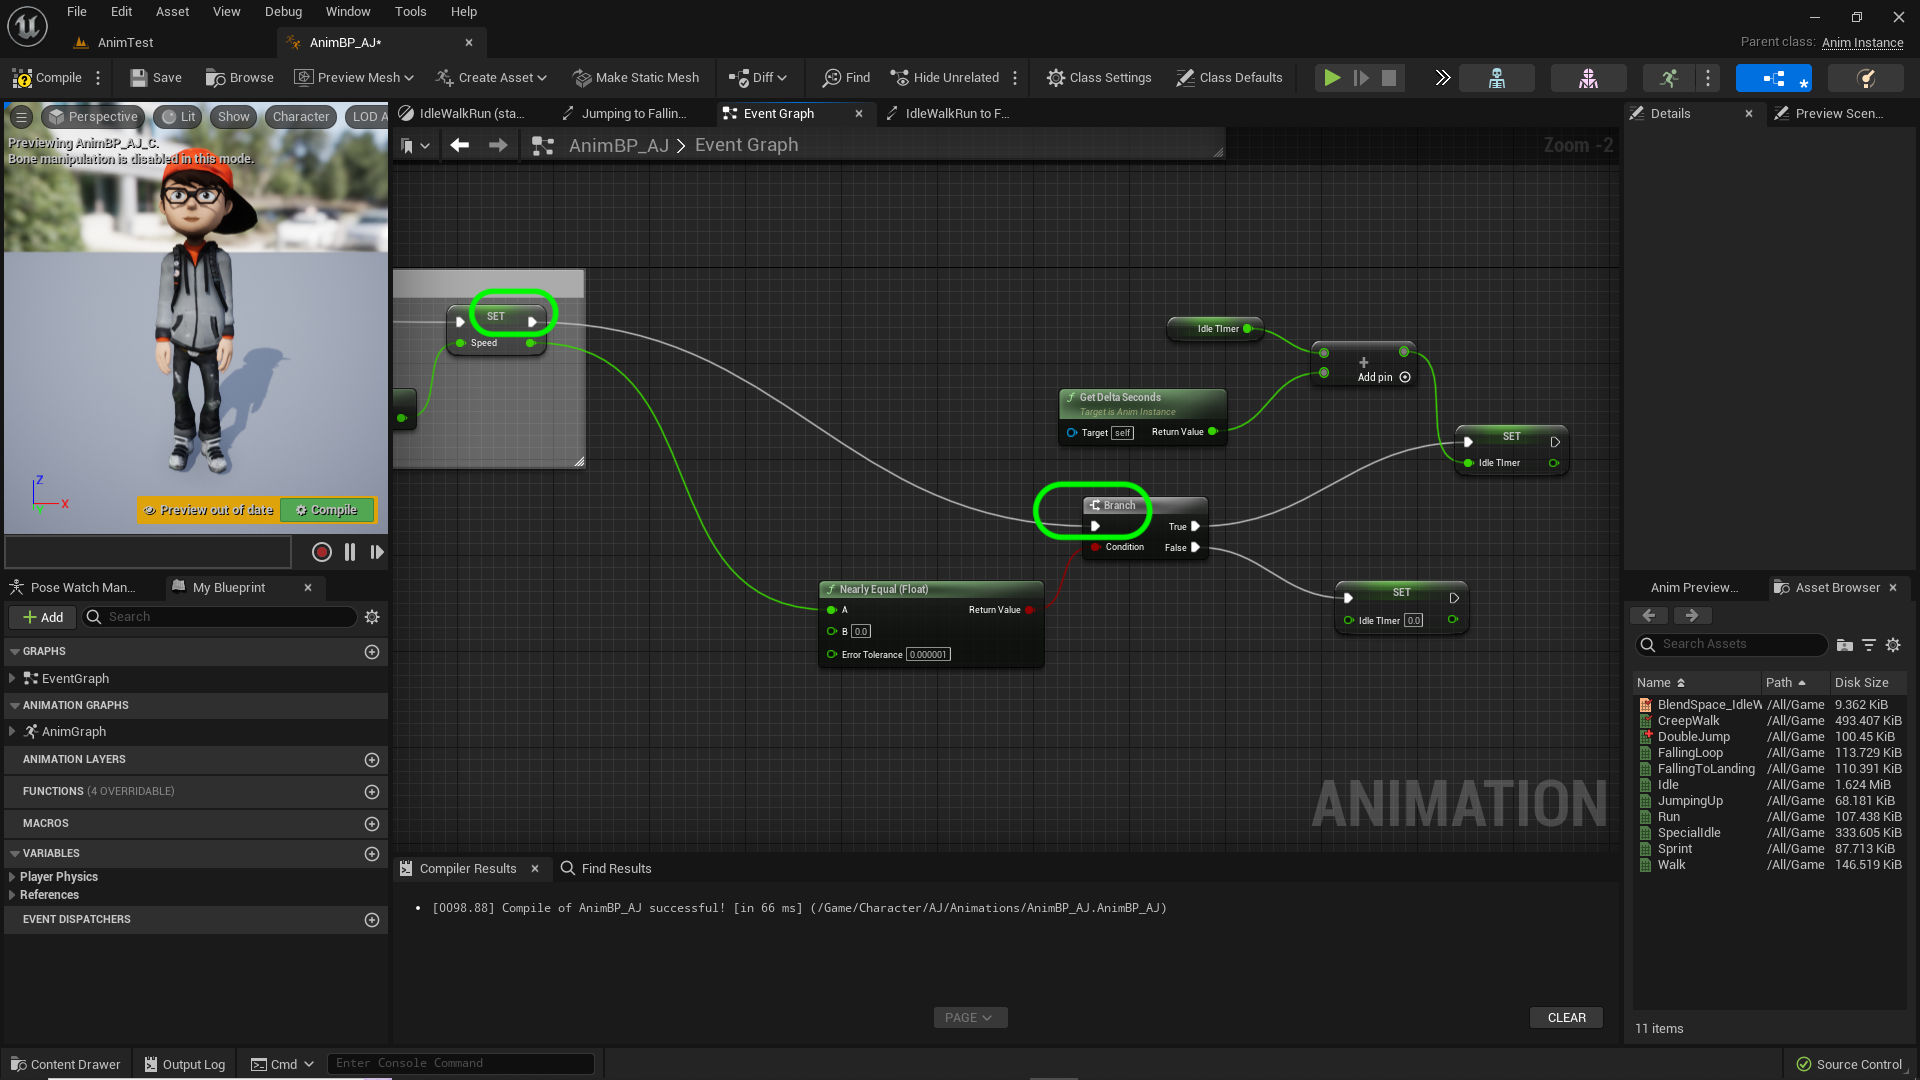 File Edit Asset View Debug Window Tools Help
AnimTest
AnimBP_AJ*
Parent class: Anim Instance
Compile
Save
Browse
Preview Mesh
Create Asset
Make Static Mesh
Diff
Find
Hide Unrelated
Class Settings
Class Defaults
Perspective
Lit
Show
Character
LOD A
Previewing AnimBP_AJ_C.
Bone manipulation is disabled in this mode.
Z
X
Preview out of date
Compile
IdleWalkRun (sta...
Jumping to Fallin...
Event Graph
IdleWalkRun to F...
AnimBP_AJ > Event Graph
Zoom -2
SET
Speed
Idle TImer
Add pin
f Get Delta Seconds
Target is Anim Instance
Target self Return Value
SET
Idle TImer
Branch
True
Condition False
f Nearly Equal (Float)
A Return Value
B 0.0
Error Tolerance 0.000001
SET
Idle TImer 0.0
ANIMATION
Details
Preview Scen...
Pose Watch Man...
My Blueprint
Add
Search
GRAPHS
EventGraph
ANIMATION GRAPHS
AnimGraph
ANIMATION LAYERS
FUNCTIONS (4 OVERRIDABLE)
MACROS
VARIABLES
Player Physics
References
EVENT DISPATCHERS
Compiler Results
Find Results
[0098.88] Compile of AnimBP_AJ successful! [in 66 ms] (/Game/Character/AJ/Animations/AnimBP_AJ.AnimBP_AJ)
PAGE
CLEAR
Anim Preview...
Asset Browser
Search Assets
Name Path Disk Size
BlendSpace_IdleW /All/Game 9.362 KiB
CreepWalk /All/Game 493.407 KiB
DoubleJump /All/Game 100.45 KiB
FallingLoop /All/Game 113.729 KiB
FallingToLanding /All/Game 110.391 KiB
Idle /All/Game 1.624 MiB
JumpingUp /All/Game 68.181 KiB
Run /All/Game 107.438 KiB
SpecialIdle /All/Game 333.605 KiB
Sprint /All/Game 87.713 KiB
Walk /All/Game 146.519 KiB
11 items
Content Drawer
Output Log
Cmd
Enter Console Command
Source Control